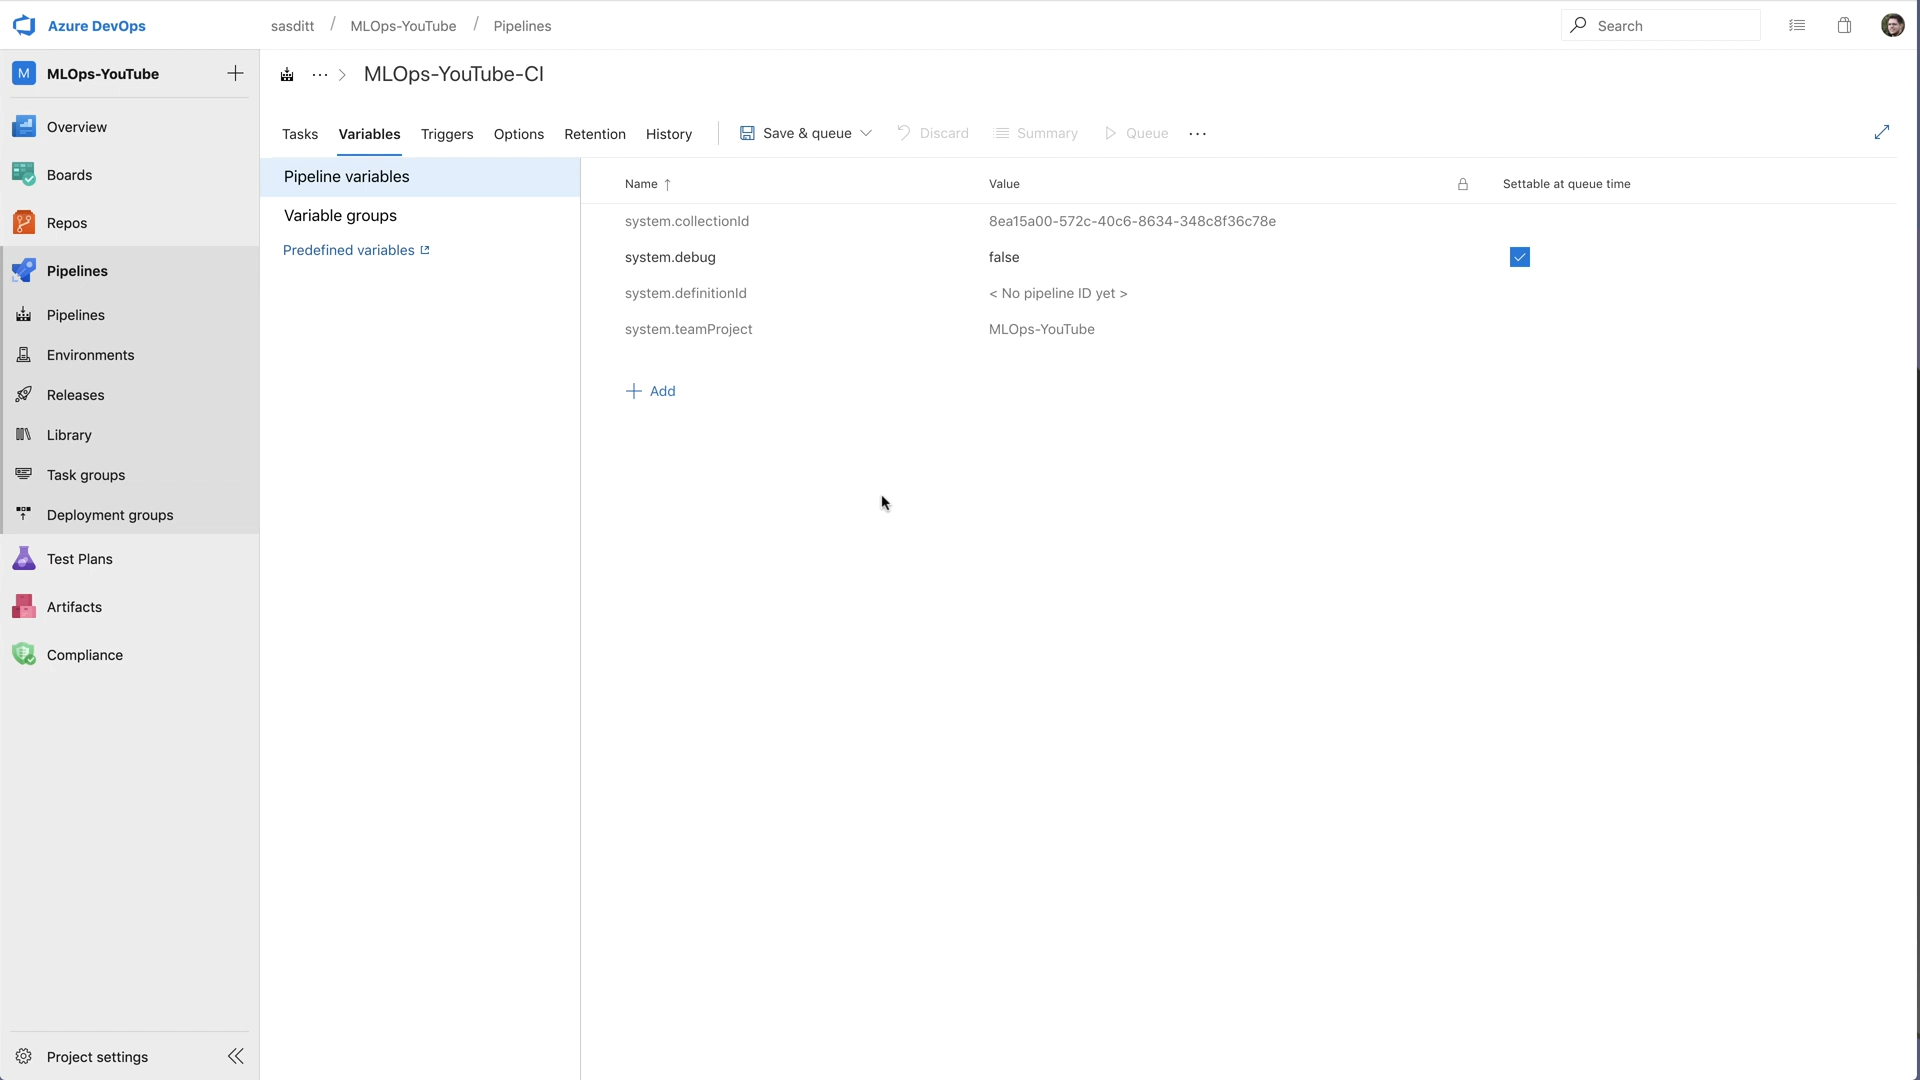 Azure DevOps
sasditt / MLOps-YouTube / Pipelines
Search
M MLOps-YouTube
MLOps-YouTube-CI
Overview
Boards
Repos
Pipelines
Pipelines
Environments
Releases
Library
Task groups
Deployment groups
Test Plans
Artifacts
Compliance
Project settings
Tasks Variables Triggers Options Retention History Save & queue Discard Summary Queue
Pipeline variables
Variable groups
Predefined variables
Name Value Settable at queue time
system.collectionId 8ea15a00-572c-40c6-8634-348c8f36c78e
system.debug false
system.definitionId < No pipeline ID yet >
system.teamProject MLOps-YouTube
Add